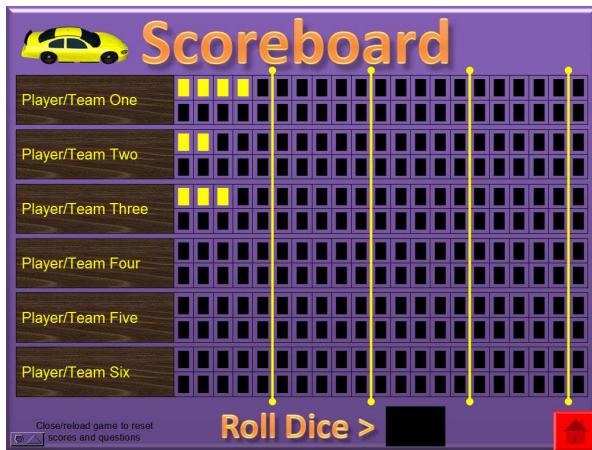 Scoreboard
Player/Team One
Player/Team Two
Player/Team Three
Player/Team Four
Player/Team Five
Player/Team Six
Close/reload game to reset
scores and questions
Roll Dice >